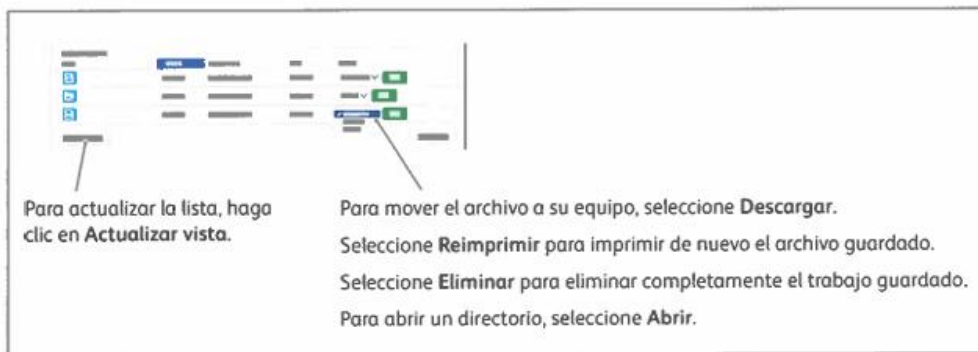 Para actualizar la lista, haga
clic en Actualizar vista.
Para mover el archivo a su equipo, seleccione Descargar.
Seleccione Reimprimir para imprimir de nuevo el archivo guardado.
Seleccione Eliminar para eliminar completamente el trabajo guardado.
Para abrir un directorio, seleccione Abrir.